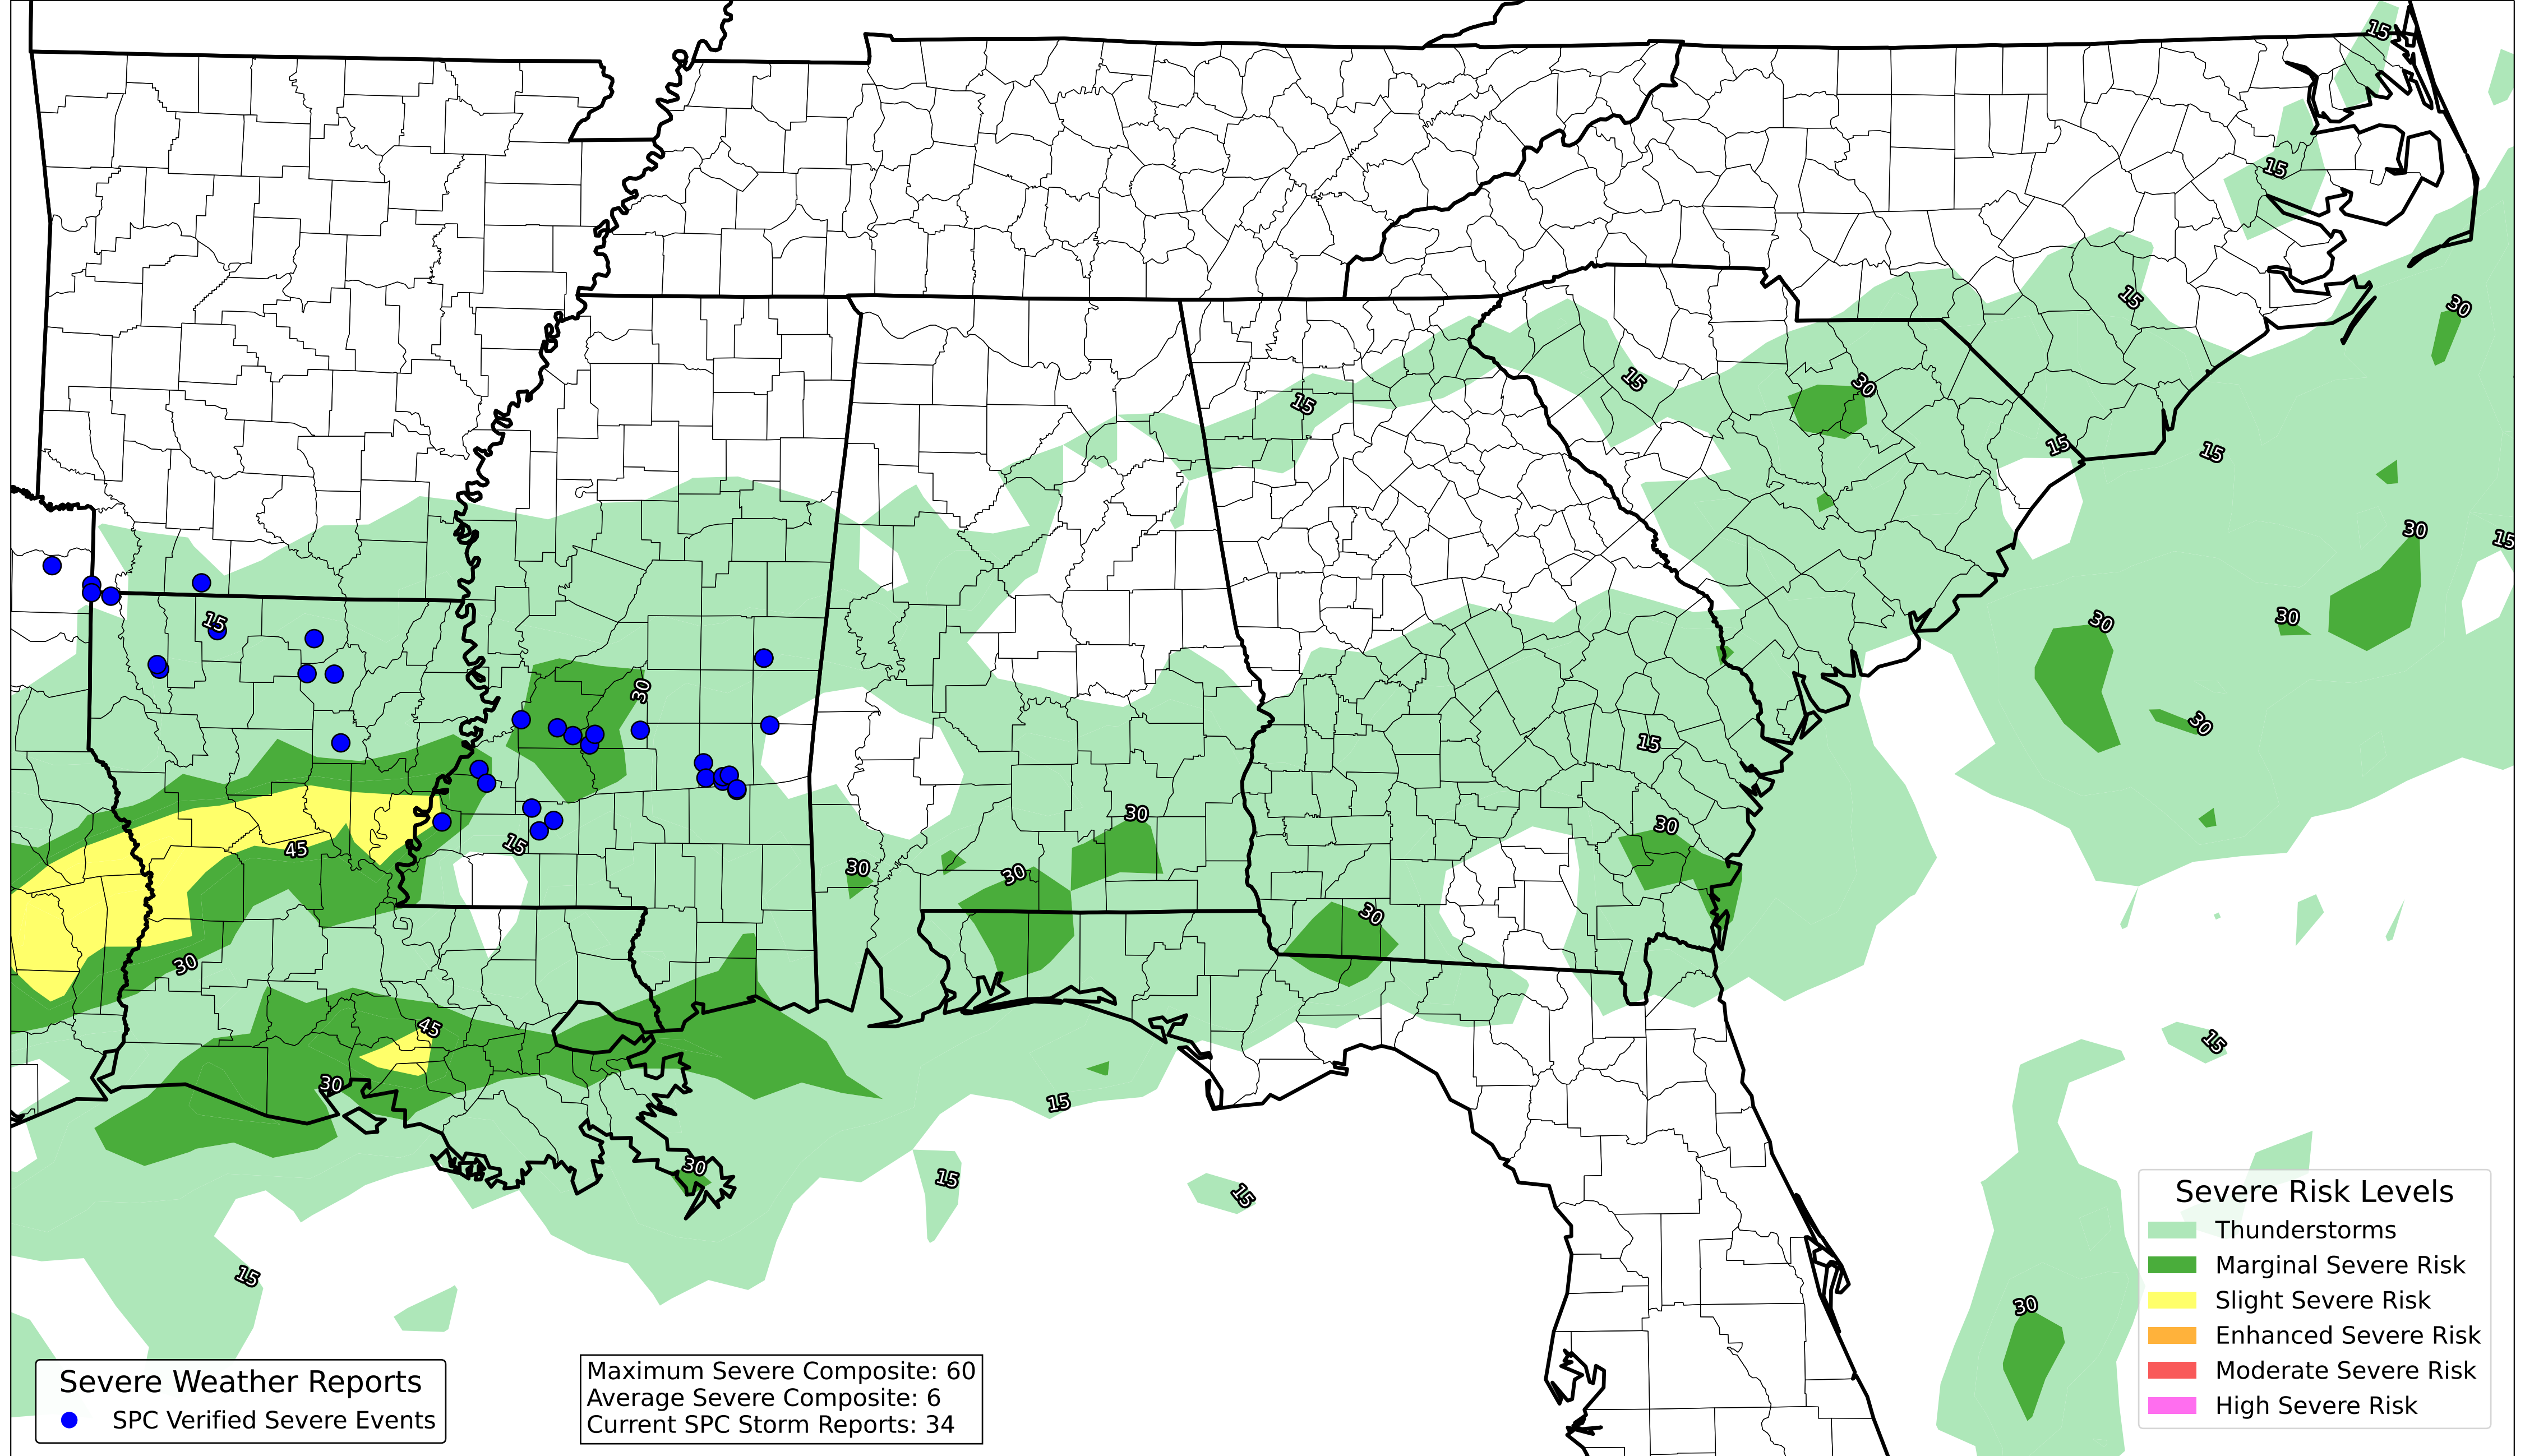 15
15
30
15
15
30
15
15
30
15
15
30
30
30
30
15
30
30
15
45
30
30
30
30
30
15
45
15
30
15
30
15
15
15
30
Severe Risk Levels
Thunderstorms
Marginal Severe Risk
Slight Severe Risk
Enhanced Severe Risk
Moderate Severe Risk
High Severe Risk
Severe Weather Reports
SPC Verified Severe Events
Maximum Severe Composite: 60
Average Severe Composite: 6
Current SPC Storm Reports: 34